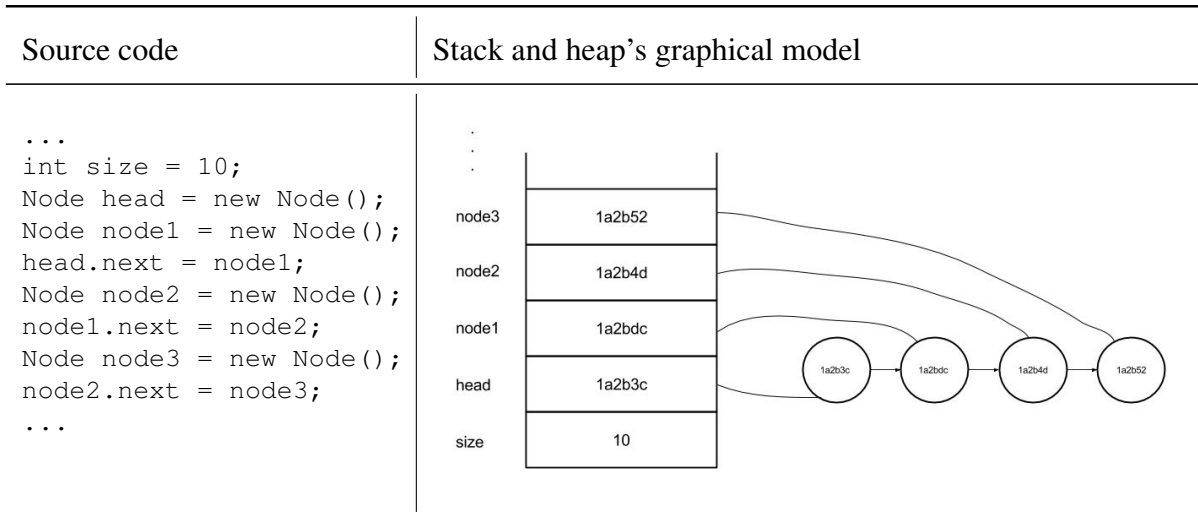 Source code
Stack and heap's graphical model
...
int size = 10;
Node head = new Node();
Node node1 = new Node();
head.next = node1;
Node node2 = new Node();
node1.next = node2;
Node node3 = new Node();
node2.next = node3;
...
.
.
.
node3 1a2b52
node2 1a2b4d
node1 1a2bdc
head 1a2b3c
size 10
1a2b3c 1a2bdc 1a2b4d 1a2b52